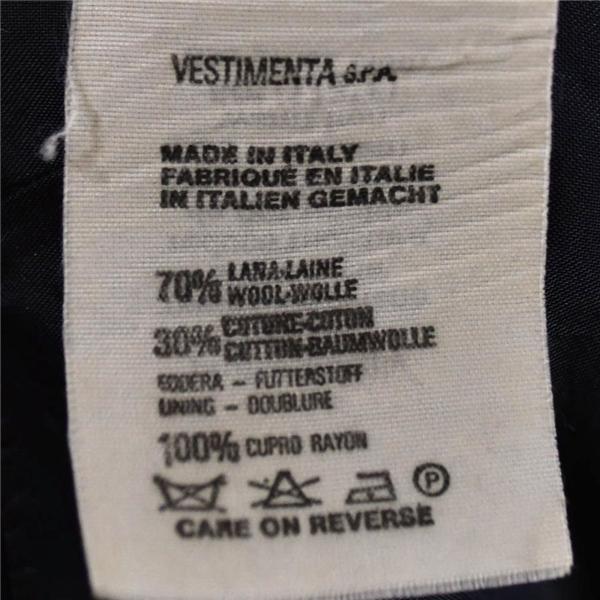 VESTIMENTA S.P.A.
MADE IN ITALY
FABRIQUE EN ITALIE
IN ITALIEN GEMACHT
70% LANA-LAINE
WOOL-WOLLE
30% COTONE-COTON
COTTON-BAUMWOLLE
FODERA – FUTTERSTOFF
LINING – DOUBLURE
100% CUPRO RAYON
P
CARE ON REVERSE